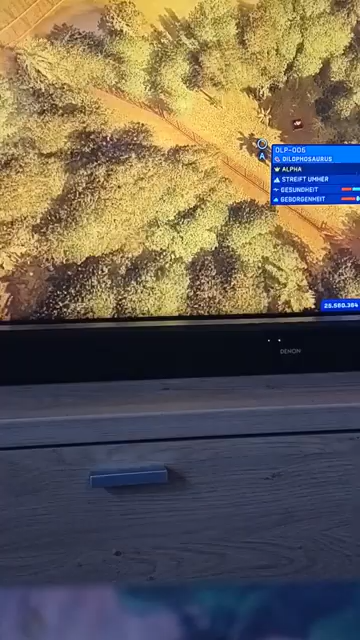 DLP-006
DILOPHOSAURUS
A
ALPHA
STREIFT UMHER
GESUNDHEIT
GEBORGENHEIT
25.580.384
DENON